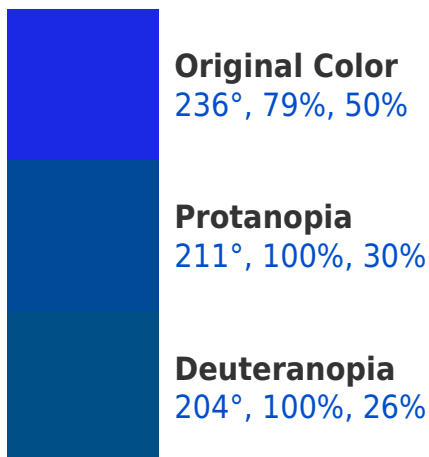 Original Color
236°, 79%, 50%
Protanopia
211°, 100%, 30%
Deuteranopia
204°, 100%, 26%